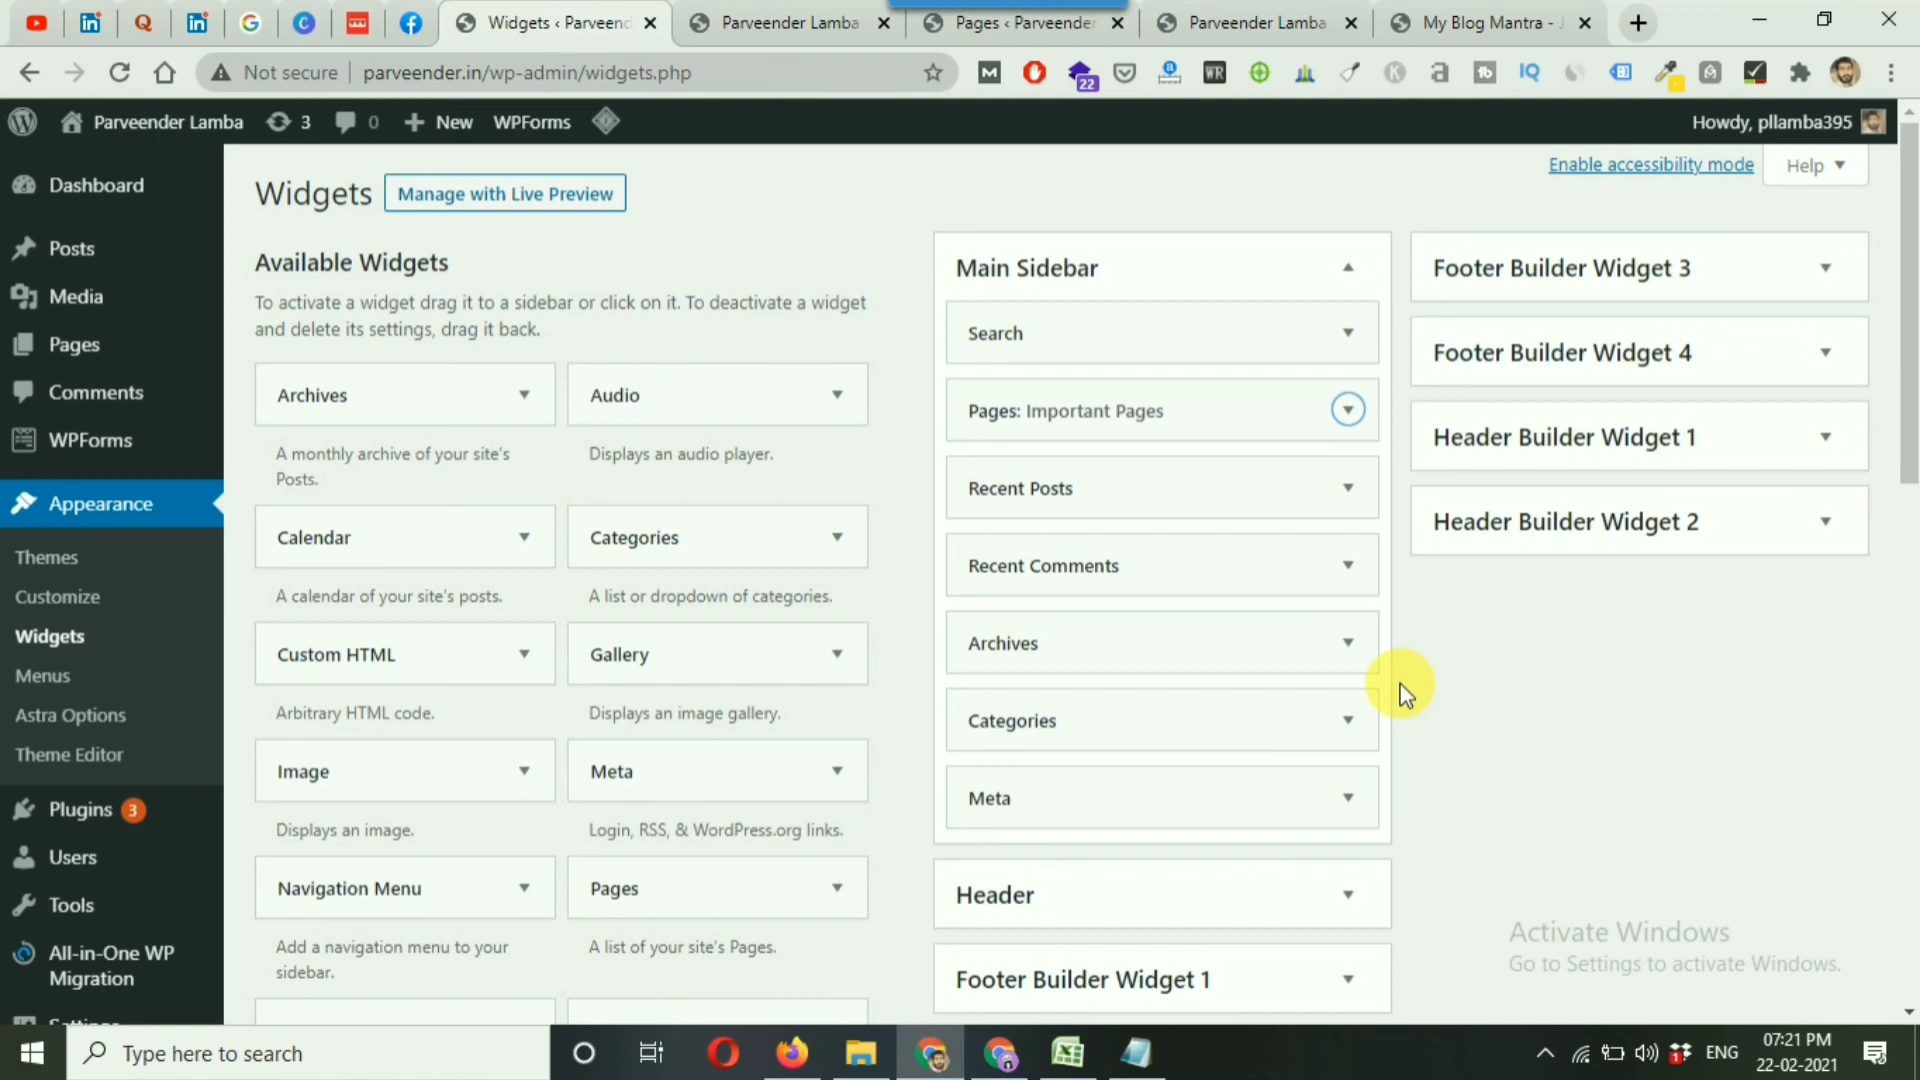 Widgets ‹ Parveend
Parveender Lamba
Pages ‹ Parveender
Parveender Lamba
My Blog Mantra - J
Not secure
parveender.in/wp-admin/widgets.php
22
Parveender Lamba
3
0
New
WPForms
Howdy, pllamba395
Dashboard
Posts
Media
Pages
Comments
WPForms
Appearance
Themes
Customize
Widgets
Menus
Astra Options
Theme Editor
Plugins 3
Users
Tools
All-in-One WP
Migration
Settings
Enable accessibility mode
Help
Widgets
Manage with Live Preview
Available Widgets
To activate a widget drag it to a sidebar or click on it. To deactivate a widget
and delete its settings, drag it back.
Archives
A monthly archive of your site's
Posts.
Audio
Displays an audio player.
Calendar
A calendar of your site's posts.
Categories
A list or dropdown of categories.
Custom HTML
Arbitrary HTML code.
Gallery
Displays an image gallery.
Image
Displays an image.
Meta
Login, RSS, & WordPress.org links.
Navigation Menu
Add a navigation menu to your
sidebar.
Pages
A list of your site's Pages.
Main Sidebar
Search
Pages: Important Pages
Recent Posts
Recent Comments
Archives
Categories
Meta
Header
Footer Builder Widget 1
Footer Builder Widget 3
Footer Builder Widget 4
Header Builder Widget 1
Header Builder Widget 2
Activate Windows
Go to Settings to activate Windows.
Type here to search
ENG
07:21 PM
22-02-2021